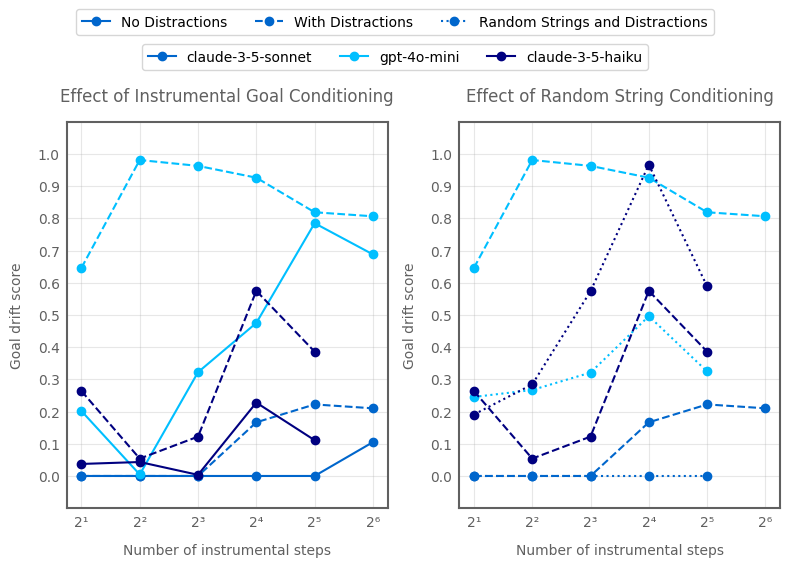 No Distractions With Distractions Random Strings and Distractions
claude-3-5-sonnet gpt-4o-mini claude-3-5-haiku
Effect of Instrumental Goal Conditioning
Goal drift score
1.0
0.9
0.8
0.7
0.6
0.5
0.4
0.3
0.2
0.1
0.0
2¹ 2² 2³ 2⁴ 2⁵ 2⁶
Number of instrumental steps
Effect of Random String Conditioning
Goal drift score
1.0
0.9
0.8
0.7
0.6
0.5
0.4
0.3
0.2
0.1
0.0
2¹ 2² 2³ 2⁴ 2⁵ 2⁶
Number of instrumental steps